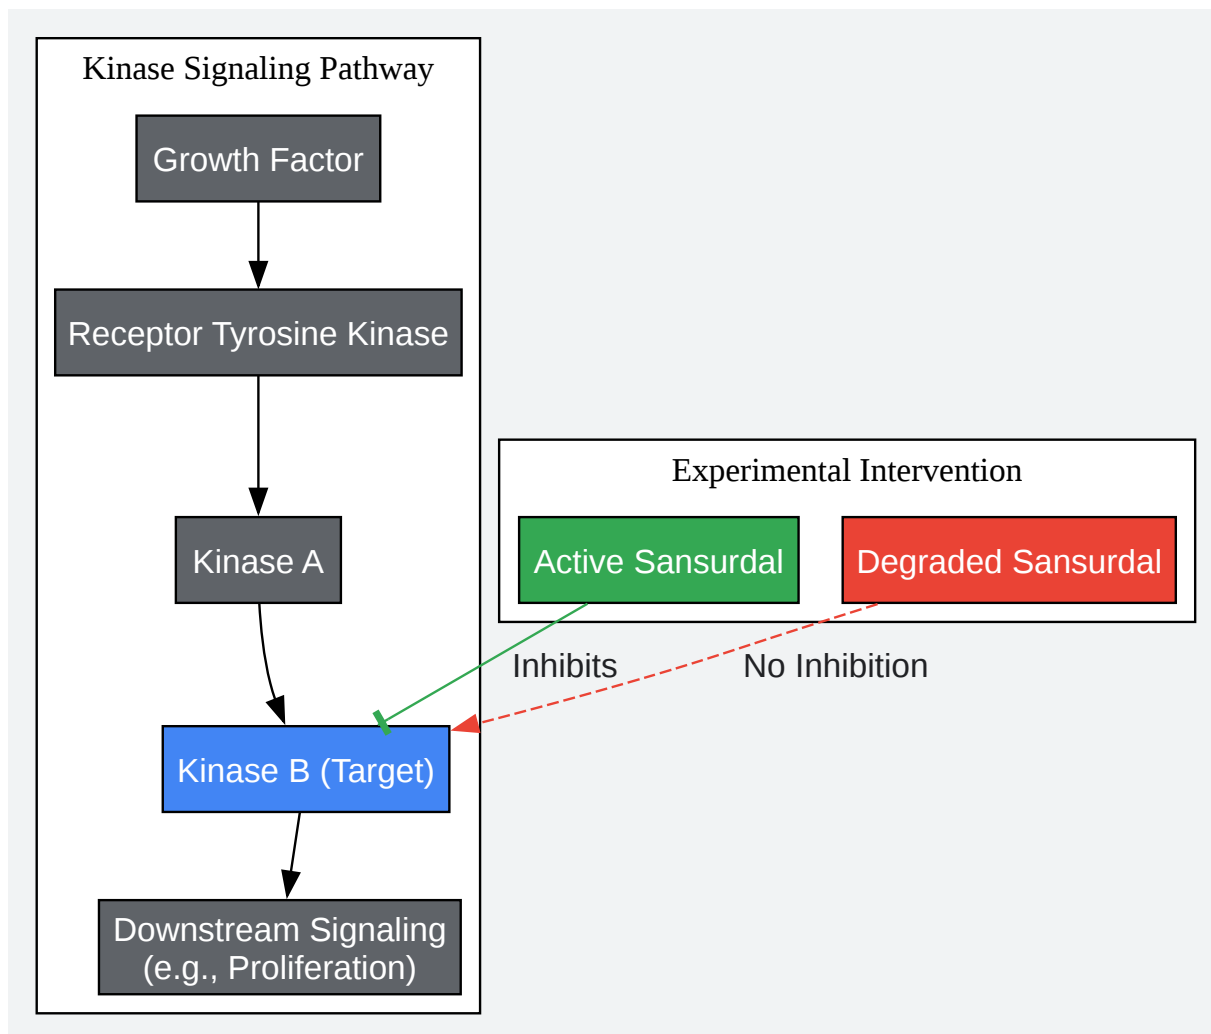 Kinase Signaling Pathway
Growth Factor
Receptor Tyrosine Kinase
Kinase A
Kinase B (Target)
Downstream Signaling
(e.g., Proliferation)
Experimental Intervention
Active Sansurdal
Degraded Sansurdal
Inhibits
No Inhibition